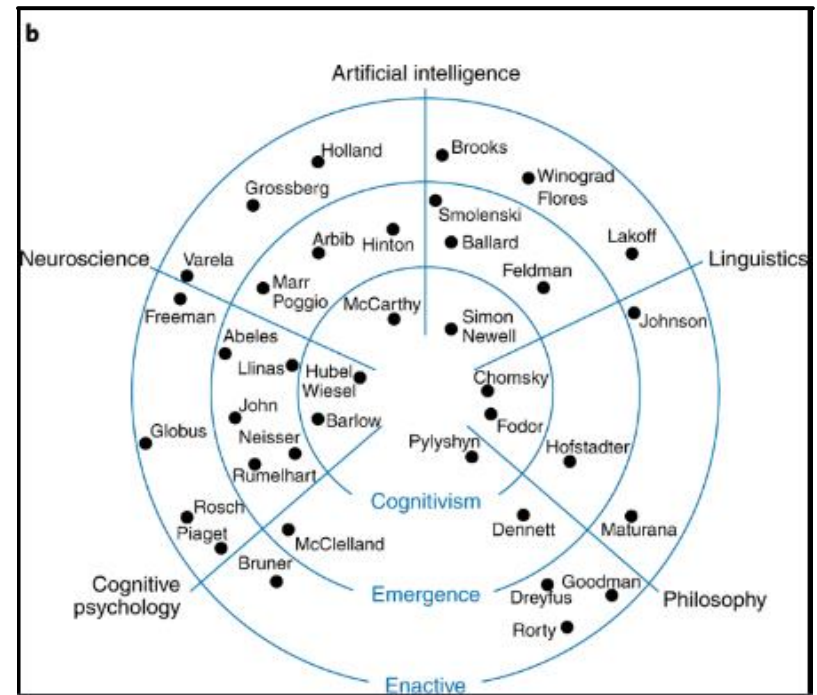 b
Artificial intelligence
Holland
Brooks
Grossberg
Winograd
Flores
Smolenski
Arbib
Hinton
Ballard
Lakoff
Neuroscience
Varela
Feldman
Linguistics
Marr
Poggio
Freeman
McCarthy
Simon
Newell
Johnson
Abeles
Llinas
Hubel
Wiesel
Chomsky
John
Barlow
Fodor
Globus
Neisser
Pylyshyn
Hofstadter
Rumelhart
Cognitivism
Rosch
Piaget
McClelland
Dennett
Maturana
Bruner
Cognitive
psychology
Emergence
Dreyfus
Goodman
Philosophy
Rorty
Enactive